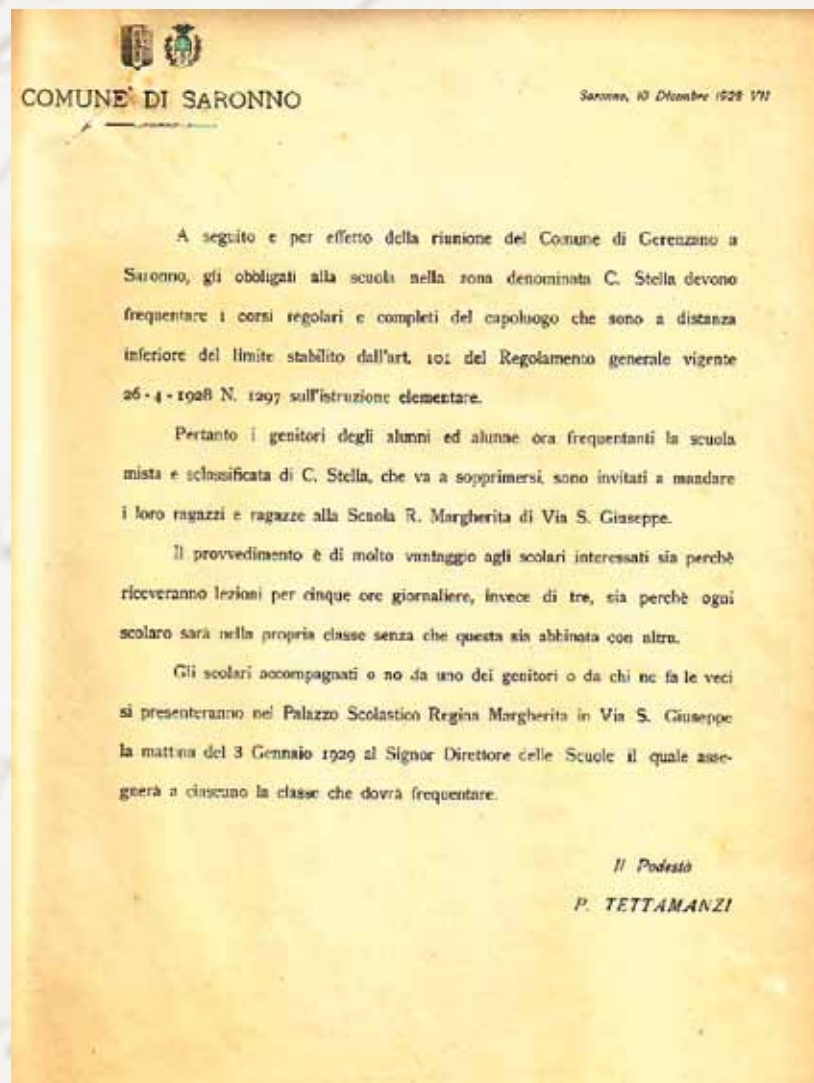 COMUNE DI SARONNO
Saronno, 10 Dicembre 1928 VII
A seguito e per effetto della riunione del Comune di Gerenzano a
Saronno, gli obbligati alla scuola nella zona denominata C. Stella devono
frequentare i corsi regolari e completi del capoluogo che sono a distanza
inferiore del limite stabilito dall'art. 101 del Regolamento generale vigente
26 - 4 - 1928 N. 1297 sull'istruzione elementare.
Pertanto i genitori degli alunni ed alunne ora frequentanti la scuola
mista e sclassificata di C. Stella, che va a sopprimersi, sono invitati a mandare
i loro ragazzi e ragazze alla Scuola R. Margherita di Via S. Giuseppe.
Il provvedimento è di molto vantaggio agli scolari interessati sia perchè
riceveranno lezioni per cinque ore giornaliere, invece di tre, sia perchè ogni
scolaro sarà nella propria classe senza che questa sia abbinata con altra.
Gli scolari accompagnati o no da uno dei genitori o da chi ne fa le veci
si presenteranno nel Palazzo Scolastico Regina Margherita in Via S. Giuseppe
la mattina del 3 Gennaio 1929 al Signor Direttore delle Scuole il quale asse-
gnerà a ciascuno la classe che dovrà frequentare.
Il Podestà
P. TETTAMANZI